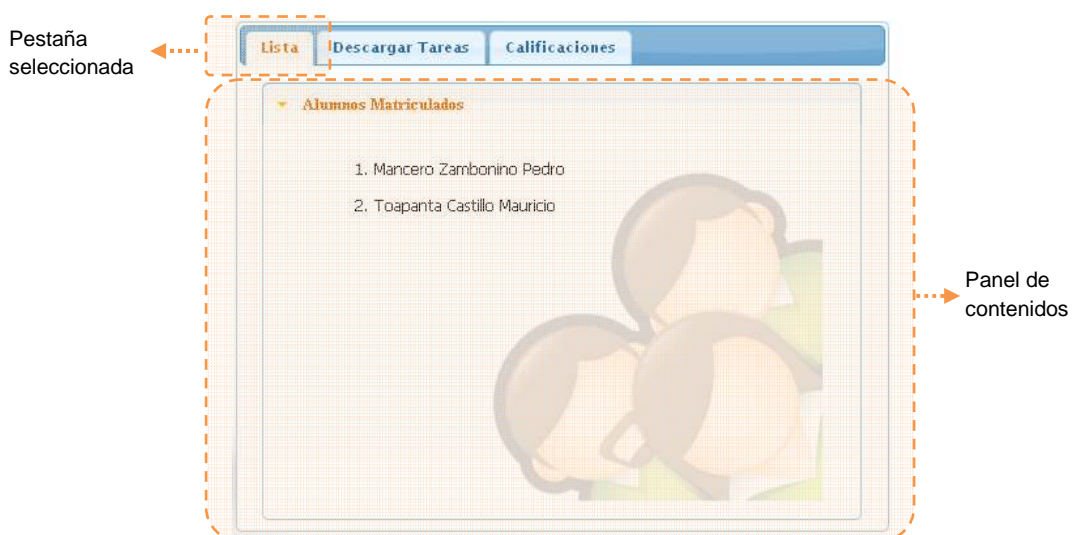 Pestaña
seleccionada
Lista
Descargar Tareas
Calificaciones
Alumnos Matriculados
1. Mancero Zambonino Pedro
2. Toapanta Castillo Mauricio
Panel de
contenidos